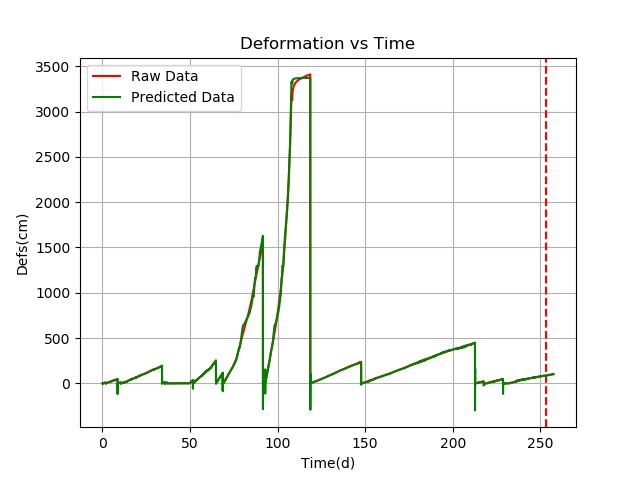 Deformation vs Time
Raw Data
Predicted Data
Defs(cm)
3500
3000
2500
2000
1500
1000
500
0
0 50 100 150 200 250
Time(d)